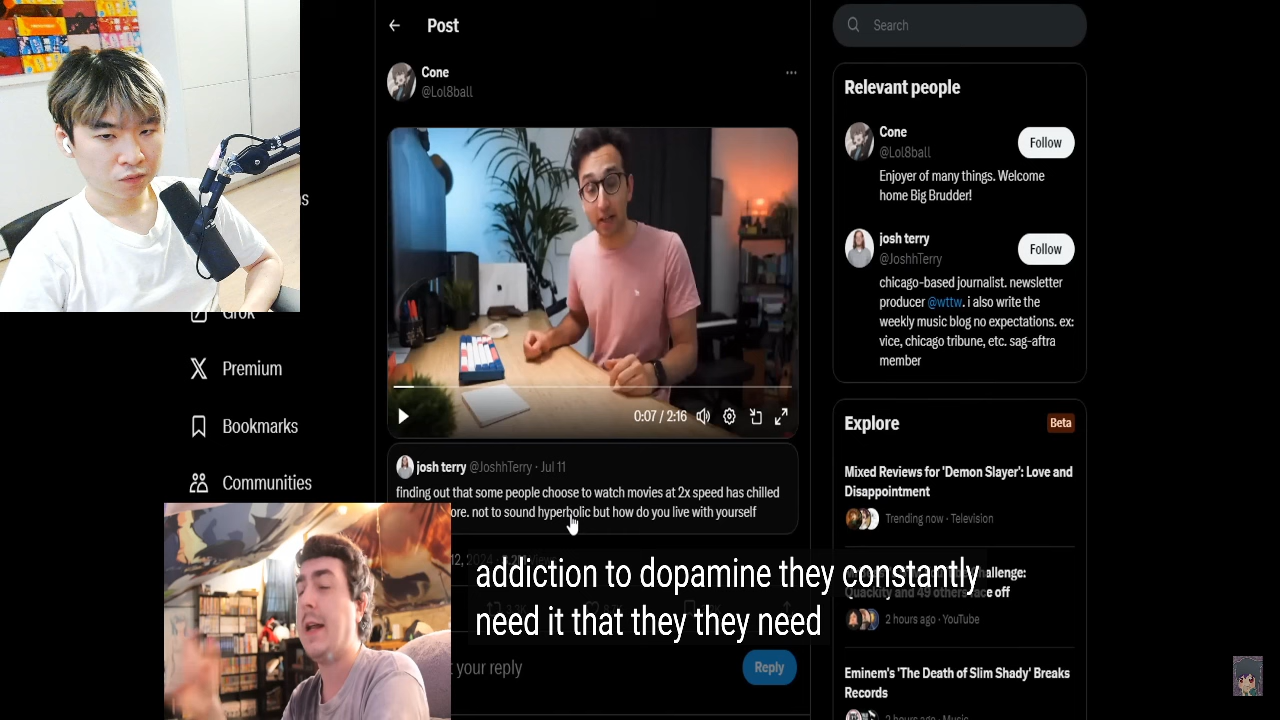 Post
Search
Cone
@Lol8ball
Relevant people
Cone
@Lol8ball
Follow
Enjoyer of many things. Welcome
home Big Brudder!
josh terry
@JoshhTerry
Follow
chicago-based journalist. newsletter
producer @wttw. i also write the
weekly music blog no expectations. ex:
vice, chicago tribune, etc. sag-aftra
member
Premium
Bookmarks
Communities
0:07 / 2:16
josh terry @JoshhTerry · Jul 11
finding out that some people choose to watch movies at 2x speed has chilled
ore. not to sound hyperbolic but how do you live with yourself
Explore
Beta
Mixed Reviews for 'Demon Slayer': Love and
Disappointment
Trending now · Television
addiction to dopamine they constantly
need it that they they need
Quackity and 49 others
2 hours ago · YouTube
your reply
Reply
Eminem's 'The Death of Slim Shady' Breaks
Records
2 hours ago · Music